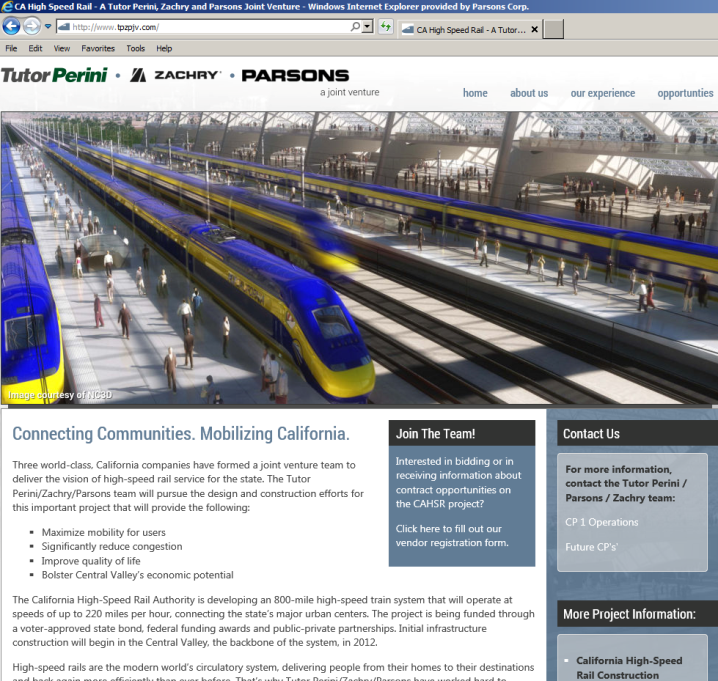 CA High Speed Rail - A Tutor Perini, Zachry and Parsons Joint Venture - Windows Internet Explorer provided by Parsons Corp.
http://www.tpzpjv.com/
CA High Speed Rail - A Tutor...
File Edit View Favorites Tools Help
Tutor Perini • ZACHRY • PARSONS
a joint venture
home about us our experience opportunties
Image courtesy of NC3D
Connecting Communities. Mobilizing California.
Three world-class, California companies have formed a joint venture team to
deliver the vision of high-speed rail service for the state. The Tutor
Perini/Zachry/Parsons team will pursue the design and construction efforts for
this important project that will provide the following:
Maximize mobility for users
Significantly reduce congestion
Improve quality of life
Bolster Central Valley's economic potential
Join The Team!
Interested in bidding or in
receiving information about
contract opportunities on
the CAHSR project?
Click here to fill out our
vendor registration form.
The California High-Speed Rail Authority is developing an 800-mile high-speed train system that will operate at
speeds of up to 220 miles per hour, connecting the state's major urban centers. The project is being funded through
a voter-approved state bond, federal funding awards and public-private partnerships. Initial infrastructure
construction will begin in the Central Valley, the backbone of the system, in 2012.
High-speed rails are the modern world's circulatory system, delivering people from their homes to their destinations
and back again more efficiently than ever before. That's why Tutor Perini/Zachry/Parsons have worked hard to
Contact Us
For more information,
contact the Tutor Perini /
Parsons / Zachry team:
CP 1 Operations
Future CP's'
More Project Information:
California High-Speed
Rail Construction